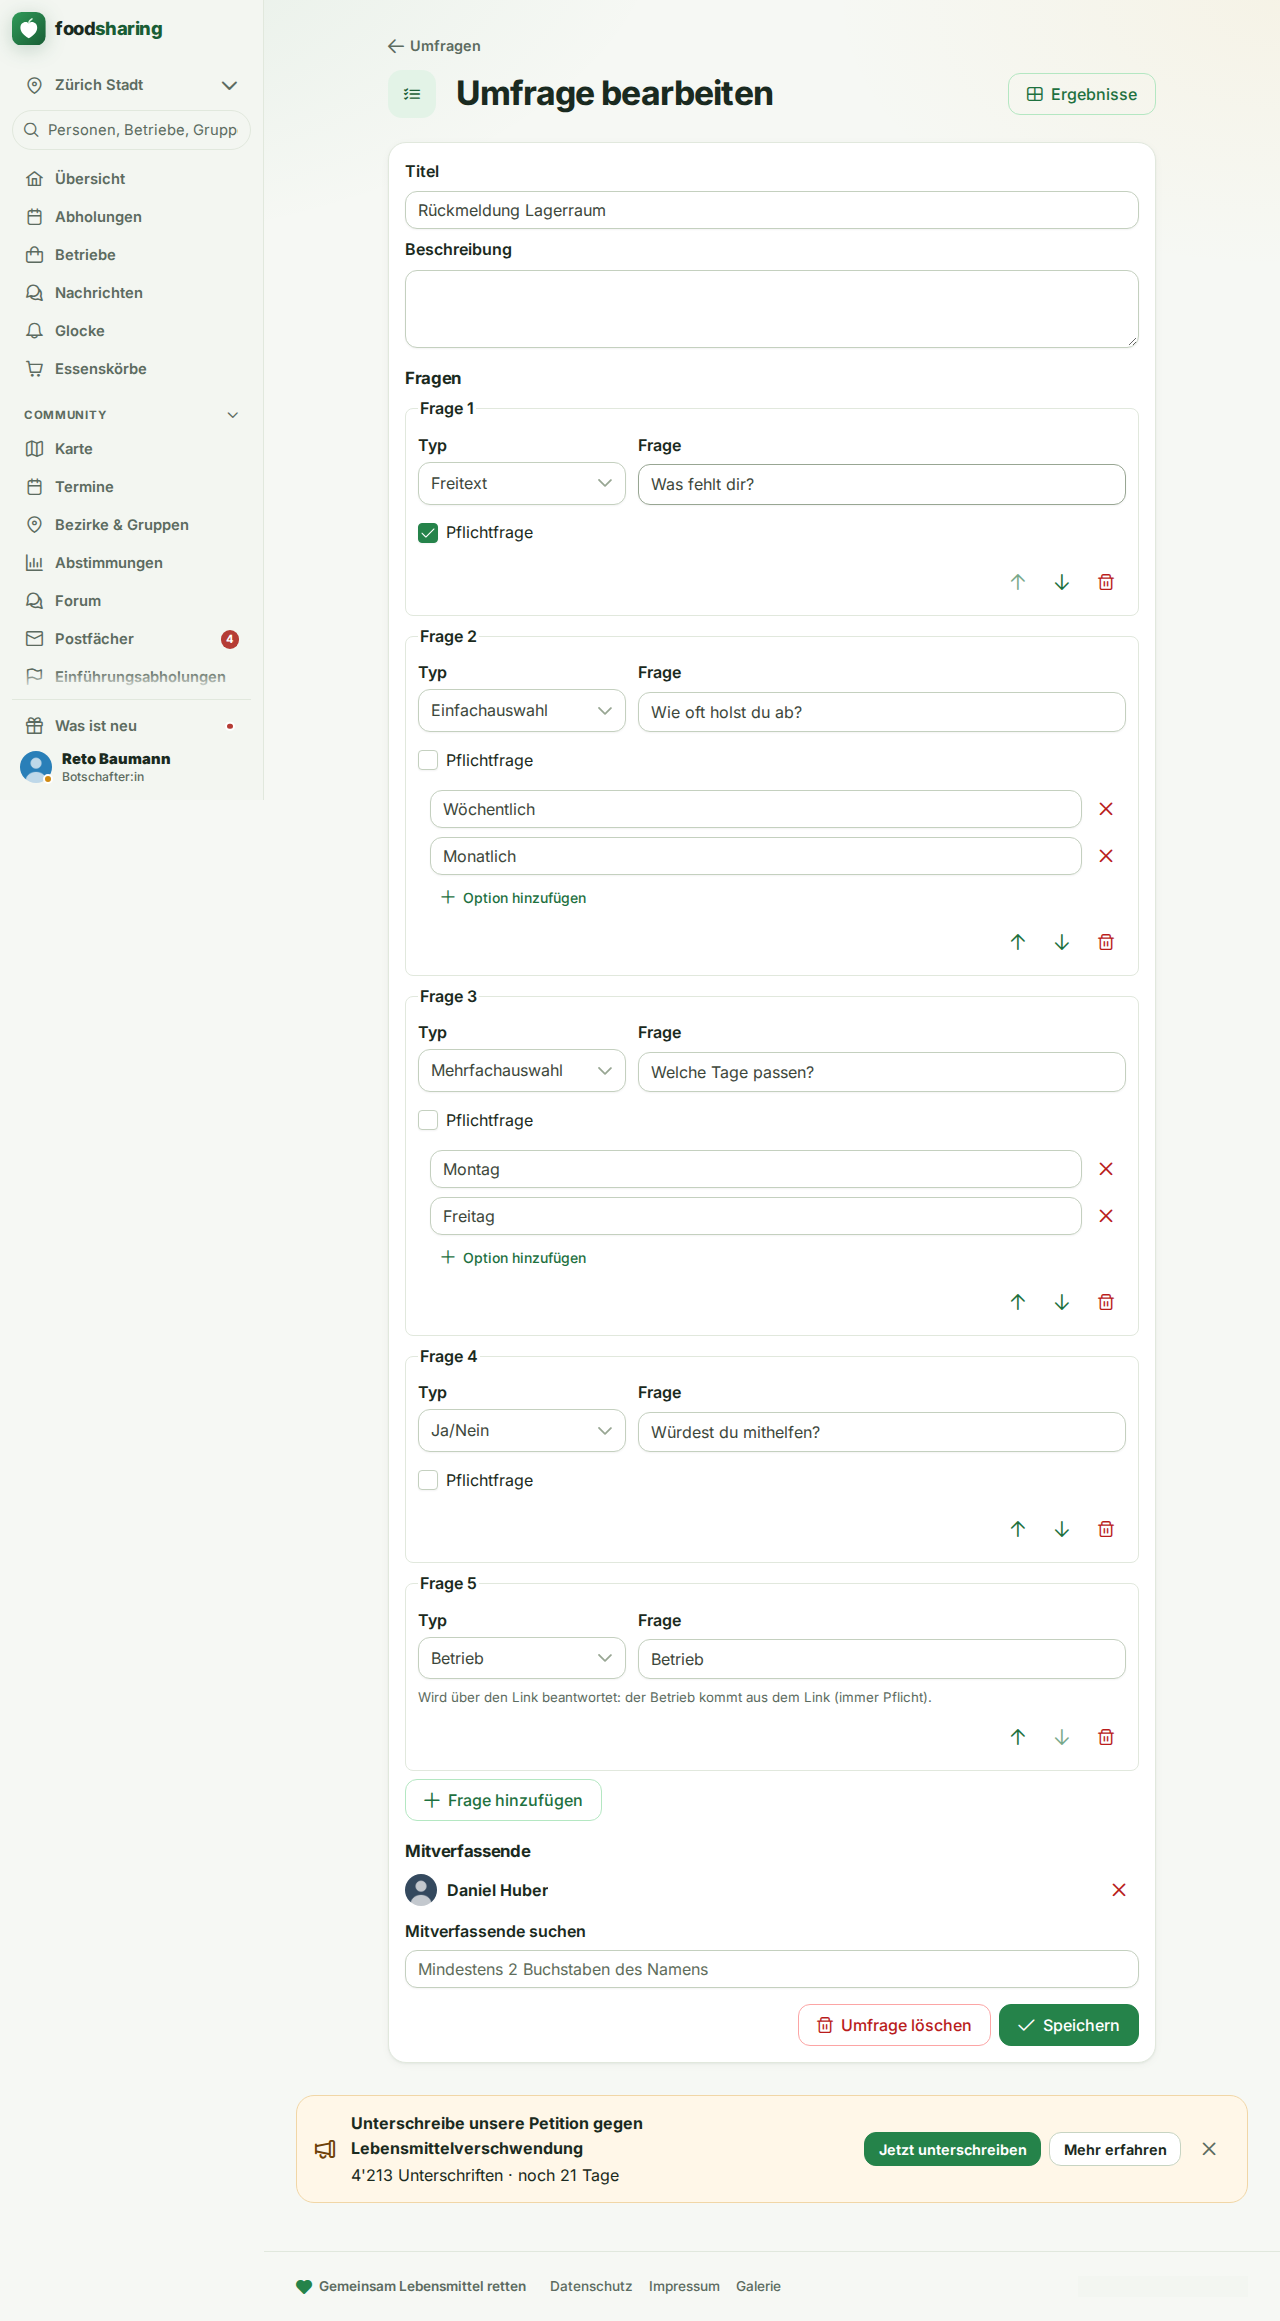 foodsharing
Zürich Stadt
Personen, Betriebe, Grupp
Übersicht
Abholungen
Betriebe
Nachrichten
Glocke
Essenskörbe
COMMUNITY
Karte
Termine
Bezirke & Gruppen
Abstimmungen
Forum
Postfächer 4
Einführungsabholungen
Was ist neu
Reto Baumann
Botschafter:in
Umfragen
Umfrage bearbeiten
Ergebnisse
Titel
Rückmeldung Lagerraum
Beschreibung
Fragen
Frage 1
Typ Frage
Freitext Was fehlt dir?
Pflichtfrage
Frage 2
Typ Frage
Einfachauswahl Wie oft holst du ab?
Pflichtfrage
Wöchentlich
Monatlich
Option hinzufügen
Frage 3
Typ Frage
Mehrfachauswahl Welche Tage passen?
Pflichtfrage
Montag
Freitag
Option hinzufügen
Frage 4
Typ Frage
Ja/Nein Würdest du mithelfen?
Pflichtfrage
Frage 5
Typ Frage
Betrieb Betrieb
Wird über den Link beantwortet: der Betrieb kommt aus dem Link (immer Pflicht).
Frage hinzufügen
Mitverfassende
Daniel Huber
Mitverfassende suchen
Mindestens 2 Buchstaben des Namens
Umfrage löschen Speichern
Unterschreibe unsere Petition gegen
Lebensmittelverschwendung
4'213 Unterschriften · noch 21 Tage
Jetzt unterschreiben Mehr erfahren
Gemeinsam Lebensmittel retten Datenschutz Impressum Galerie